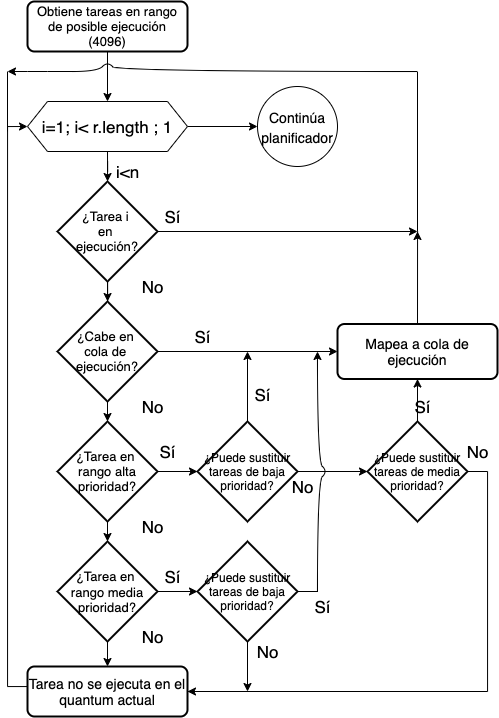 Obtiene tareas en rango
de posible ejecución
(4096)
i=1; i< r.length ; 1
Continúa
planificador
i<n
¿Tarea i
en
ejecución?
Sí
No
¿Cabe en
cola de
ejecución?
Sí
Mapea a cola de
ejecución
No
Sí
Sí
¿Tarea en
rango alta
prioridad?
Sí
¿Puede sustituir
tareas de baja
prioridad?
No
¿Puede sustituir
tareas de media
prioridad?
No
No
¿Tarea en
rango media
prioridad?
Sí
¿Puede sustituir
tareas de baja
prioridad?
Sí
No
No
Tarea no se ejecuta en el
quantum actual